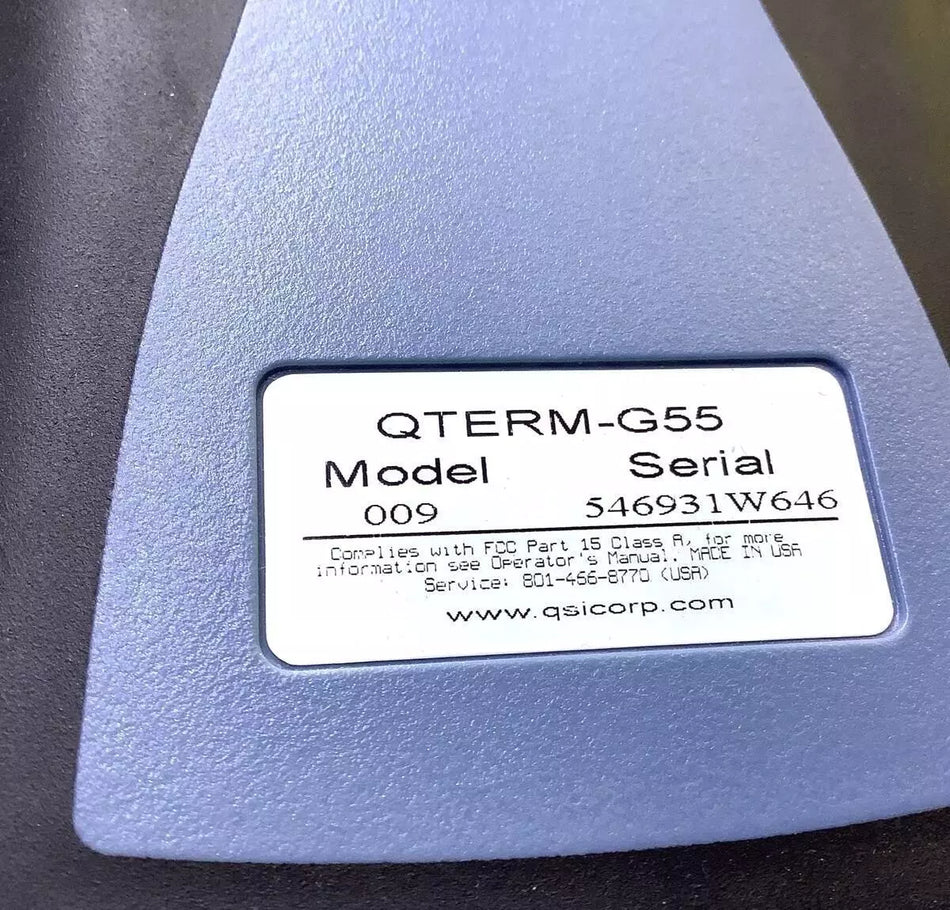 QTERM-G55
Model Serial
009 546931W646
Complies with FCC Part 15 Class A, for more
information see Operator's Manual. MADE IN USA
Service: 801-466-8770 (USA)
www.qsicorp.com